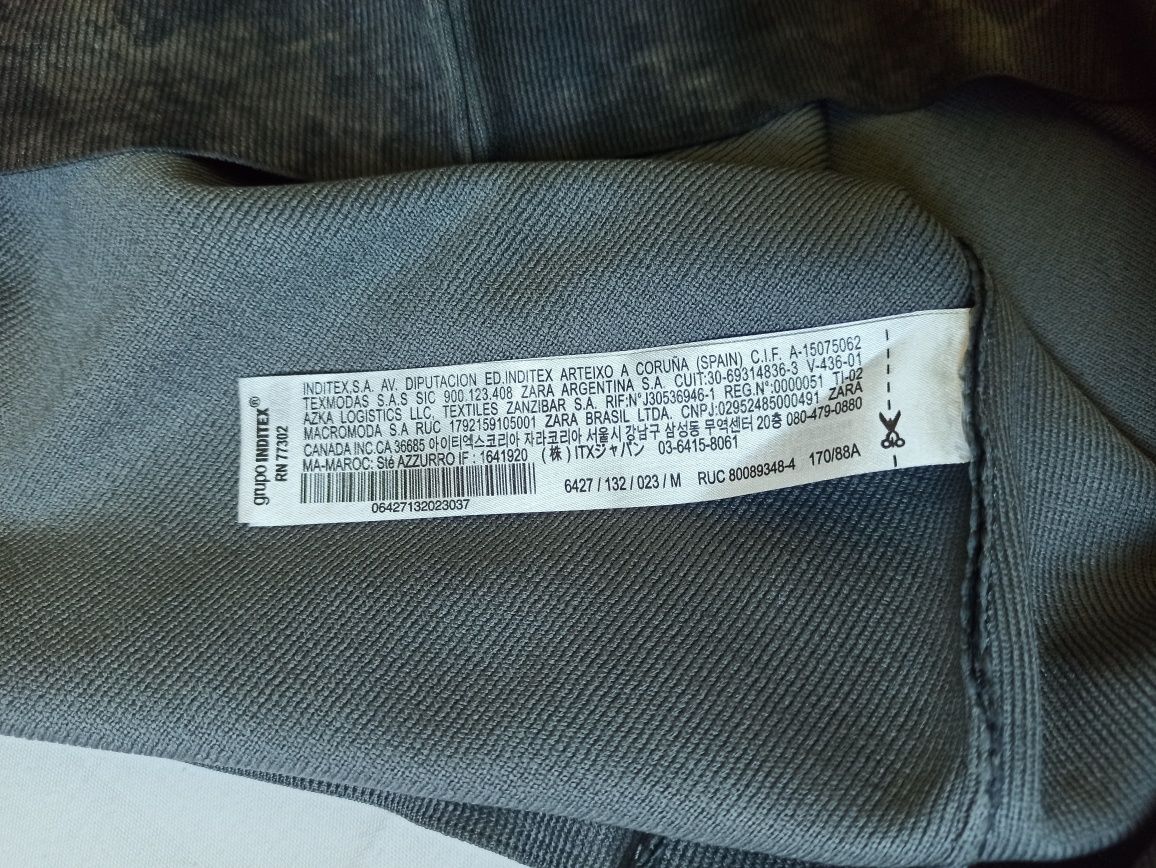 grupo INDITEX®
RN 77302
INDITEX,S.A. AV. DIPUTACION ED.INDITEX ARTEIXO A CORUÑA (SPAIN) C.I.F. A-15075062
TEXMODAS S.A.S SIC 900.123.408 ZARA ARGENTINA S.A. CUIT:30-69314836-3 V-436-01
AZKA LOGISTICS LLC, TEXTILES ZANZIBAR S.A. RIF:N°J30536946-1 REG.N°:0000051 TI-02
MACROMODA S.A RUC 1792159105001 ZARA BRASIL LTDA. CNPJ:02952485000491 ZARA
CANADA INC.CA 36685 아이티엑스코리아 자라코리아 서울시 강남구 삼성동 무역센터 20층 080-479-0880
MA-MAROC: Sté AZZURRO IF : 1641920 (株) ITXジャパン 03-6415-8061
6427 / 132 / 023 / M RUC 80089348-4 170/88A
06427132023037